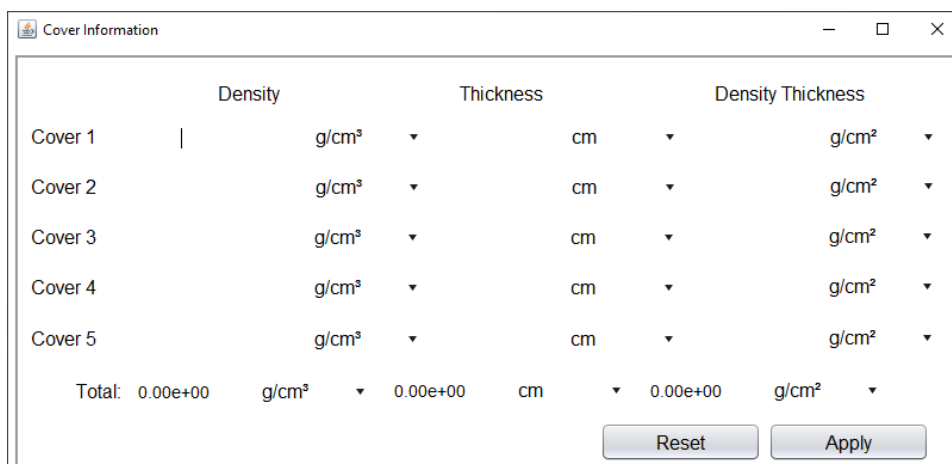 Cover Information
Density Thickness Density Thickness
Cover 1 g/cm³ cm g/cm²
Cover 2 g/cm³ cm g/cm²
Cover 3 g/cm³ cm g/cm²
Cover 4 g/cm³ cm g/cm²
Cover 5 g/cm³ cm g/cm²
Total: 0.00e+00 g/cm³ 0.00e+00 cm 0.00e+00 g/cm²
Reset Apply